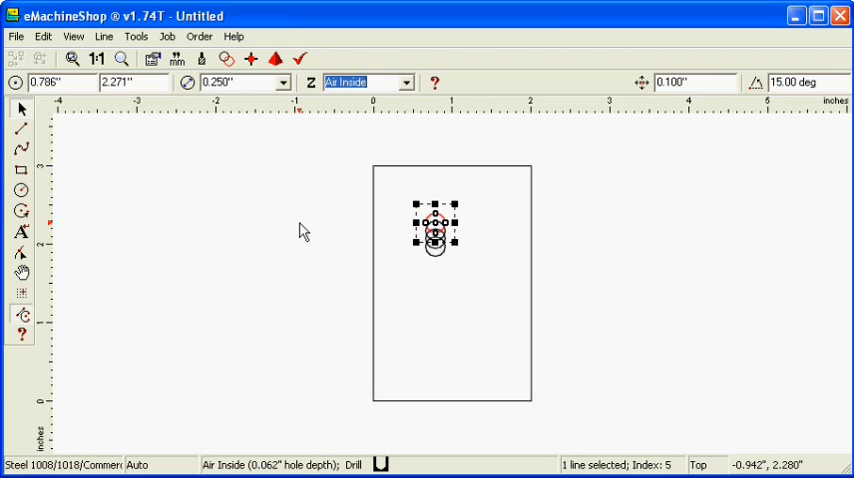 eMachineShop ® v1.74T - Untitled
File Edit View Line Tools Job Order Help
1:1 mm
0.786" 2.271" 0.250" Z Air Inside ? 0.100" 15.00 deg
-4 -3 -2 -1 0 1 2 3 4 5 inches
3
A
2
1
?
0
inches
Steel 1008/1018/Commerc Auto Air Inside (0.062" hole depth); Drill 1 line selected; Index: 5 Top -0.942", 2.280"